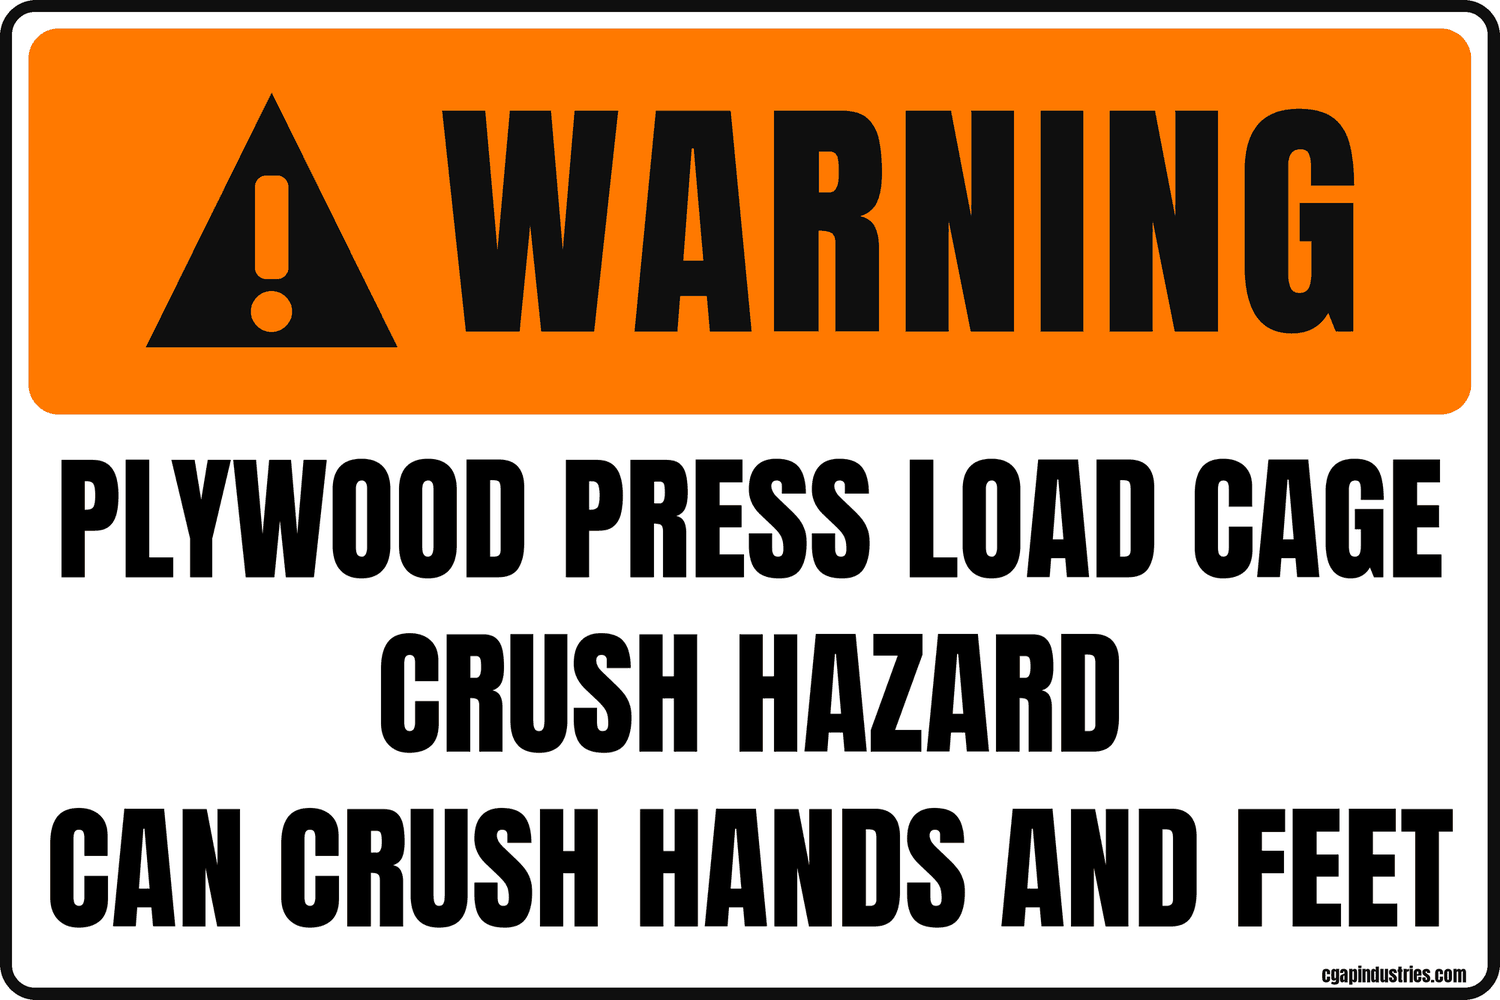 WARNING
PLYWOOD PRESS LOAD CAGE
CRUSH HAZARD
CAN CRUSH HANDS AND FEET
cgapindustries.com